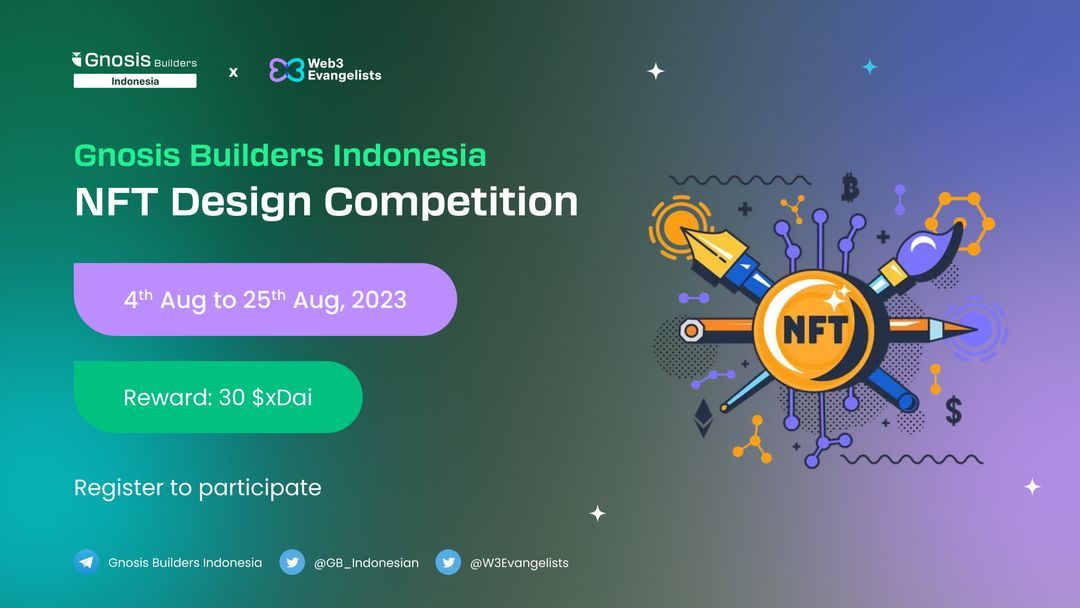 Gnosis Builders
Indonesia
x
Web3
Evangelists
Gnosis Builders Indonesia
NFT Design Competition
4th Aug to 25th Aug, 2023
Reward: 30 $xDai
Register to participate
Gnosis Builders Indonesia
@GB_Indonesian
@W3Evangelists
NFT
$